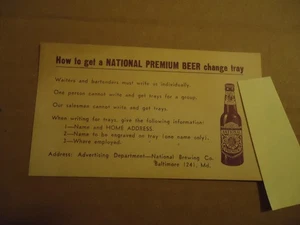 How to get a NATIONAL PREMIUM BEER change tray
Waiters and bartenders must write in individually.
One person cannot write and get trays for a group.
Our salesmen cannot write and get trays.
When writing for trays, give the following information:
1—Name and HOME ADDRESS.
2—Name to be engraved on tray (one name only).
3—Where employed.
Address: Advertising Department—National Brewing Co.
Baltimore (24), Md.